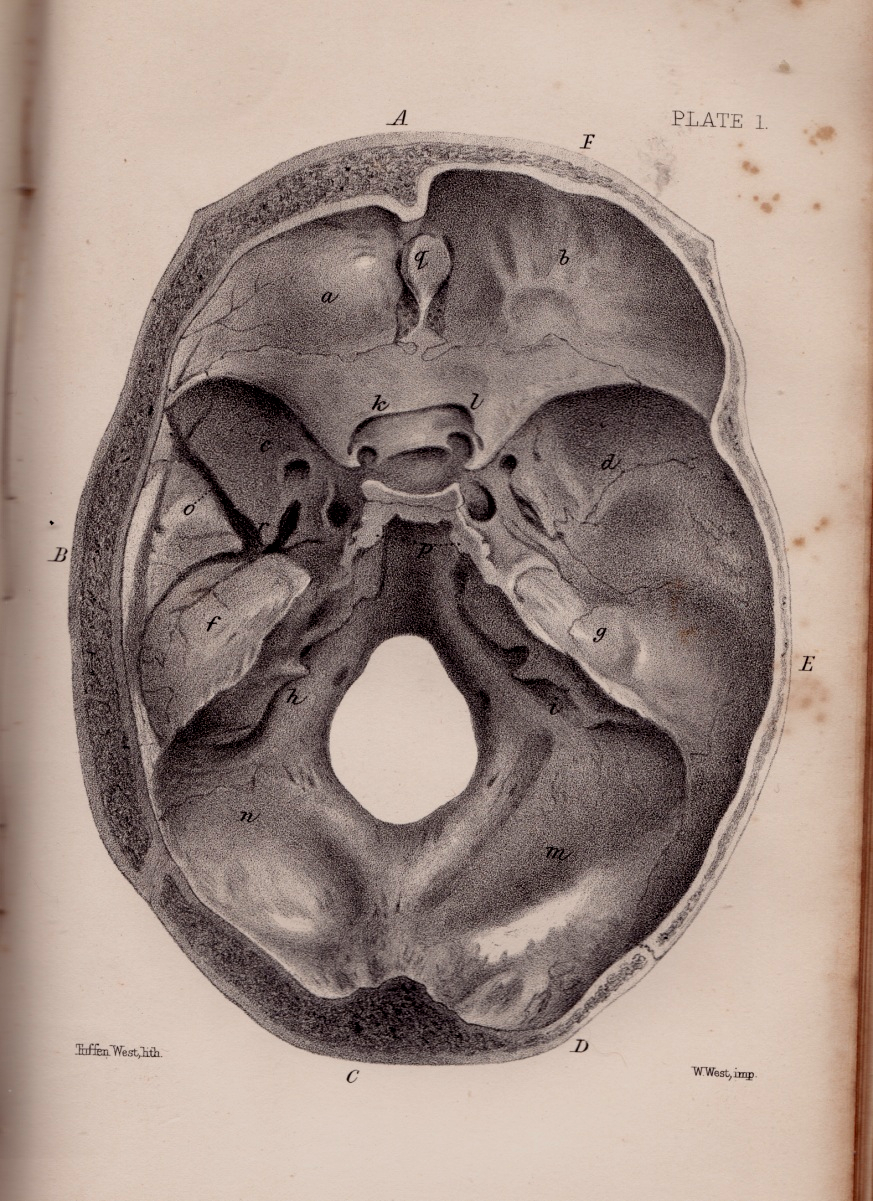 A
PLATE 1.
F
q
b
a
k
l
c
d
o
r
B
p
f
g
E
h
i
n
m
Tuffen West, lith.
D
C
W. West, imp.